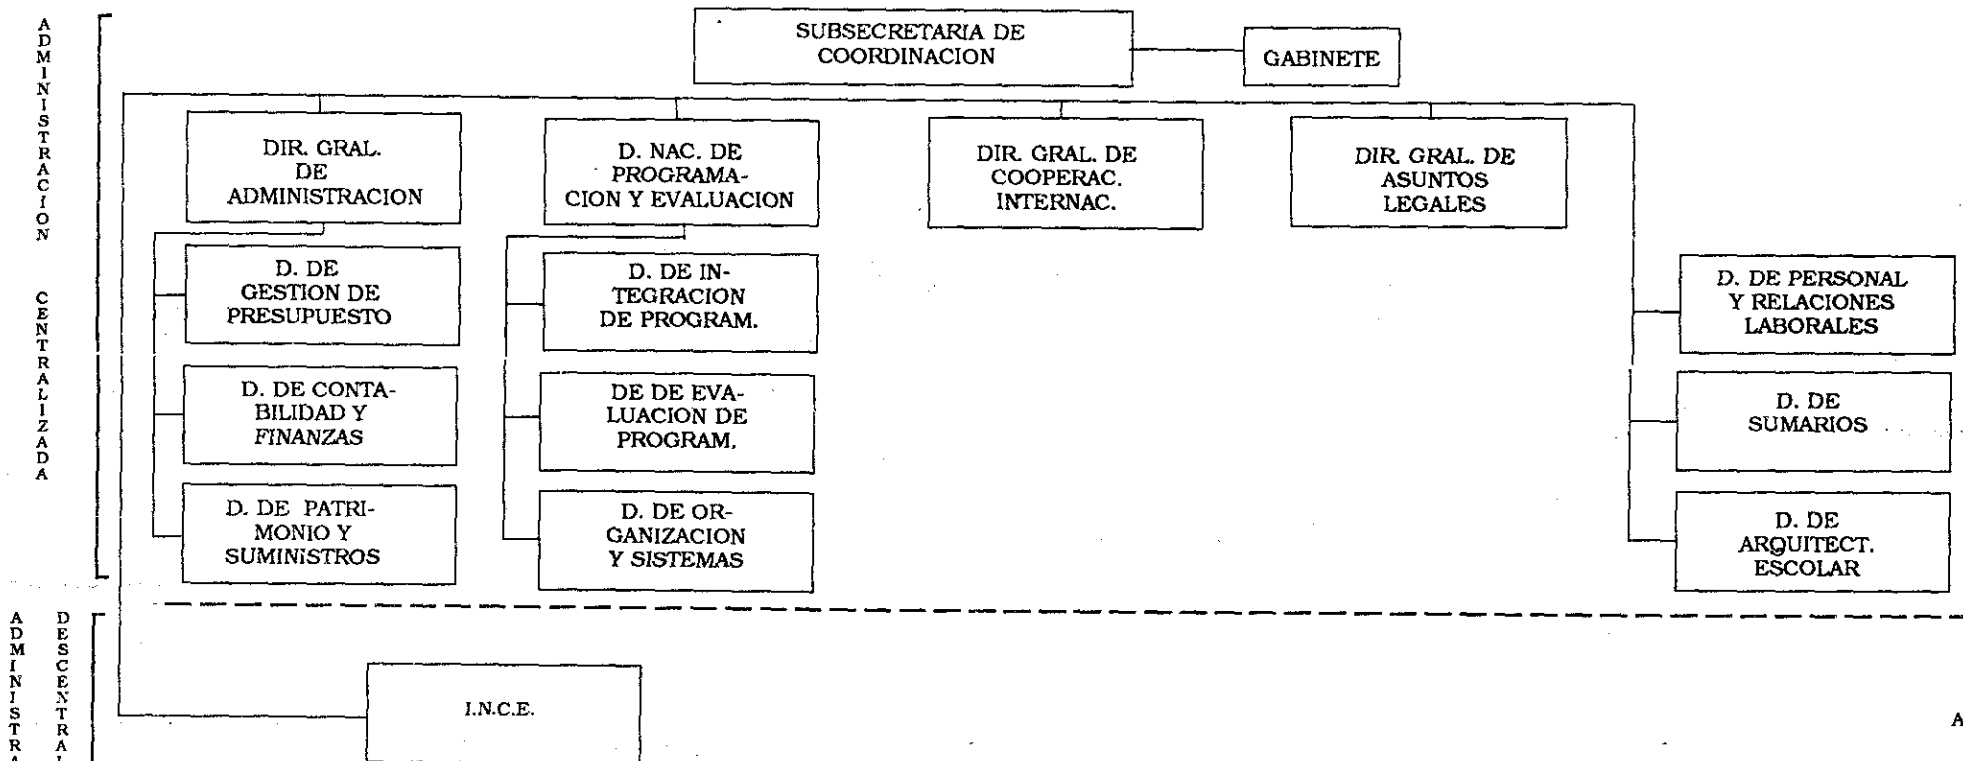 ADMINISTRACION CENTRALIZADA
SUBSECRETARIA DE
COORDINACION
GABINETE
DIR. GRAL.
DE
ADMINISTRACION
D. NAC. DE
PROGRAMA-
CION Y EVALUACION
DIR. GRAL. DE
COOPERAC.
INTERNAC.
DIR. GRAL. DE
ASUNTOS
LEGALES
D. DE
GESTION DE
PRESUPUESTO
D. DE IN-
TEGRACION
DE PROGRAM.
D. DE PERSONAL
Y RELACIONES
LABORALES
D. DE CONTA-
BILIDAD Y
FINANZAS
DE DE EVA-
LUACION DE
PROGRAM.
D. DE
SUMARIOS
D. DE PATRI-
MONIO Y
SUMINISTROS
D. DE OR-
GANIZACION
Y SISTEMAS
D. DE
ARQUITECT.
ESCOLAR
ADMINISTRA
DESCENTRAL
I.N.C.E.
A